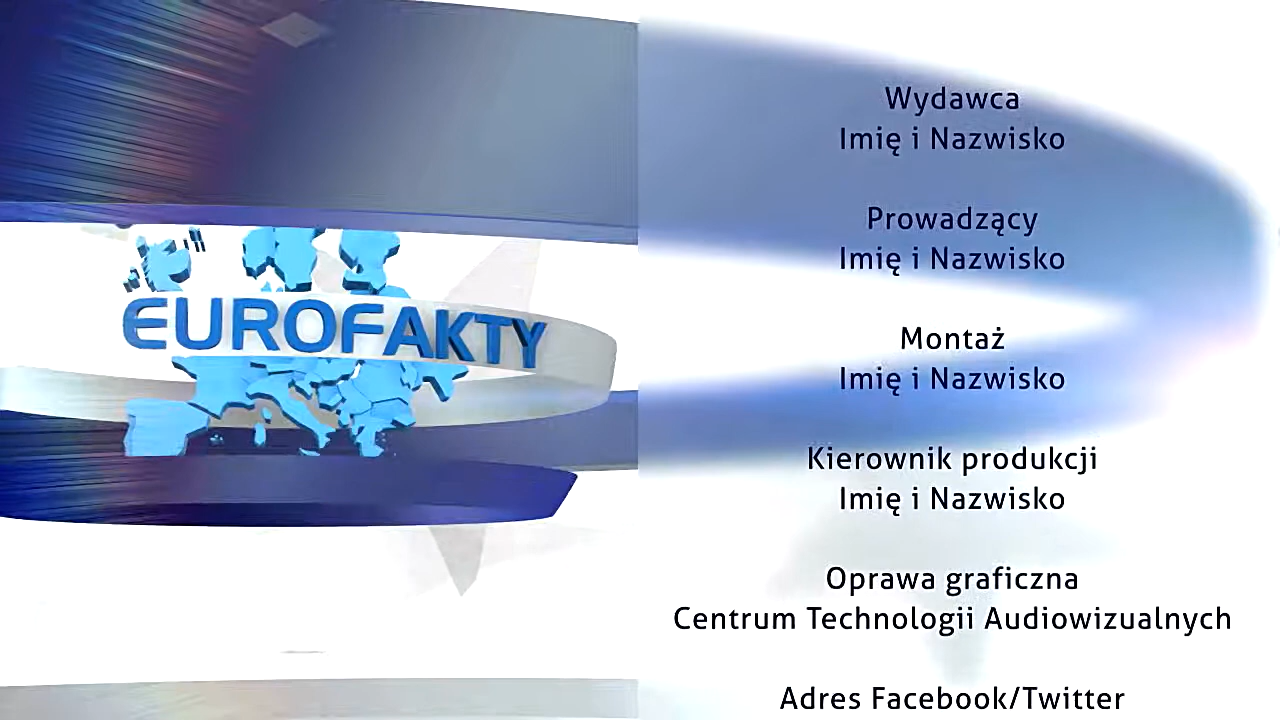 EUROFAKTY
Wydawca
Imię i Nazwisko
Prowadzący
Imię i Nazwisko
Montaż
Imię i Nazwisko
Kierownik produkcji
Imię i Nazwisko
Oprawa graficzna
Centrum Technologii Audiowizualnych
Adres Facebook/Twitter